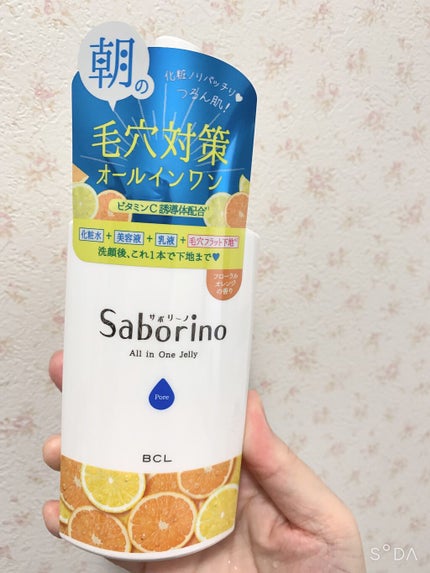 朝の
化粧ノリパッチリ♥
つるん肌!
毛穴対策
オールインワン
ビタミンC誘導体配合
化粧水+美容液+乳液+毛穴フラット下地
洗顔後、これ1本で下地まで♥
フローラル
オレンジ
の香り
サボリーノ
Saborino
All in One Jelly
Pore
BCL
SODA